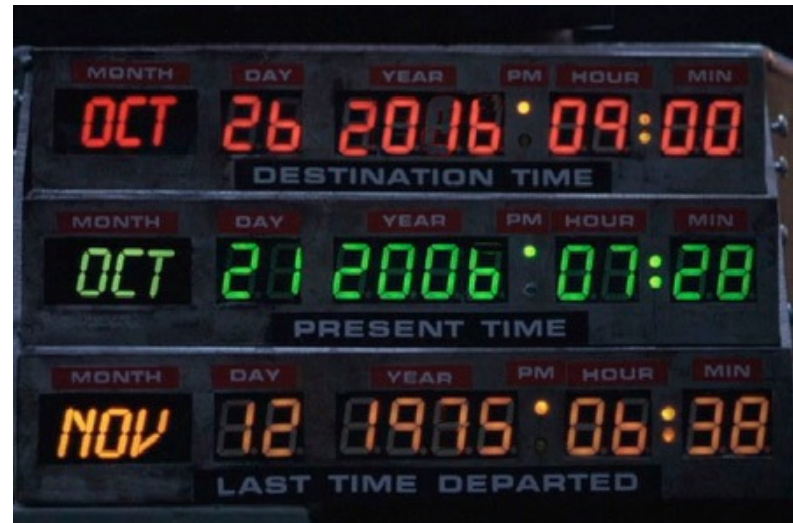 MONTH DAY YEAR PM HOUR MIN
OCT 26 2016 09:00
DESTINATION TIME
MONTH DAY YEAR PM HOUR MIN
OCT 21 2006 07:28
PRESENT TIME
MONTH DAY YEAR PM HOUR MIN
NOV 12 1975 06:38
LAST TIME DEPARTED